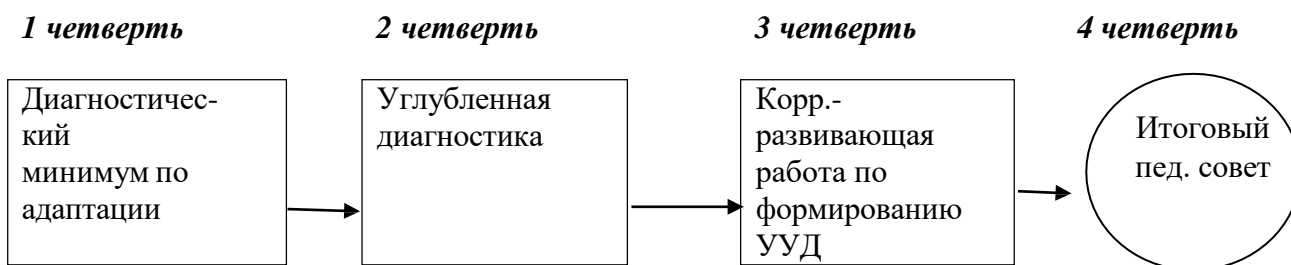 1 четверть
2 четверть
3 четверть
4 четверть
Диагностичес-
кий
минимум по
адаптации
Углубленная
диагностика
Корр.-
развивающая
работа по
формированию
УУД
Итоговый
пед. совет